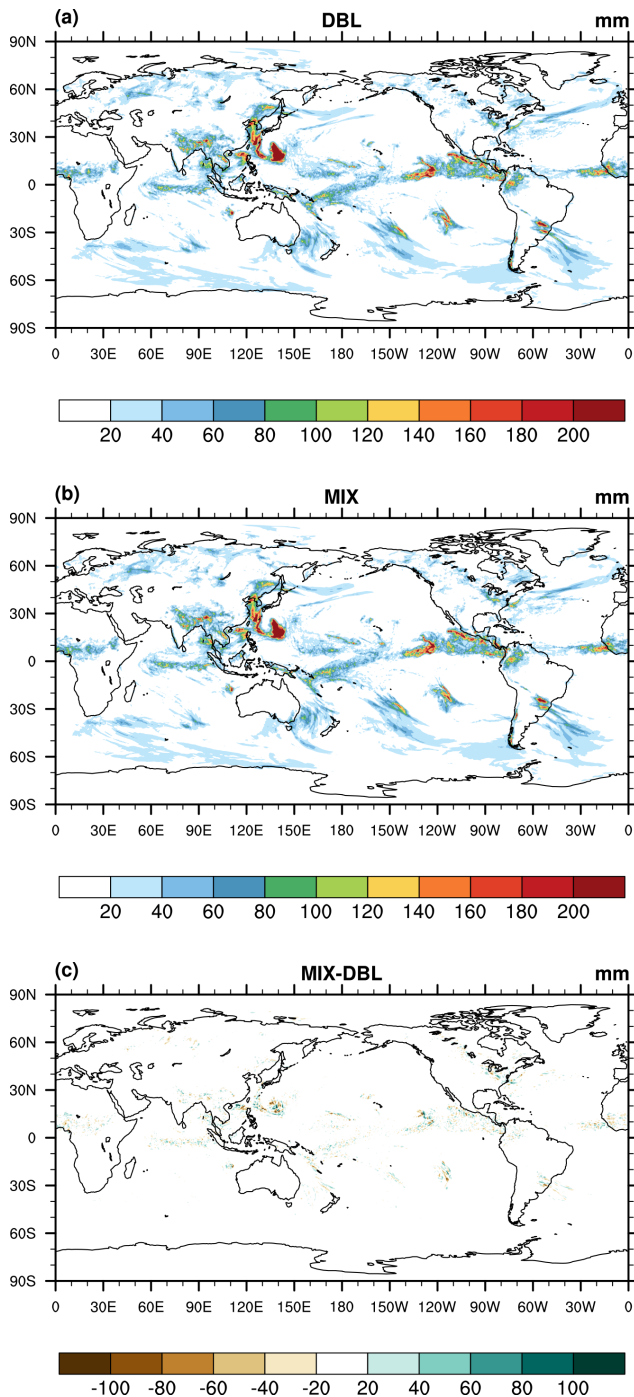 (a) DBL mm
90N
60N
30N
0
30S
60S
90S
0 30E 60E 90E 120E 150E 180 150W 120W 90W 60W 30W 0
20 40 60 80 100 120 140 160 180 200
(b) MIX mm
90N
60N
30N
0
30S
60S
90S
0 30E 60E 90E 120E 150E 180 150W 120W 90W 60W 30W 0
20 40 60 80 100 120 140 160 180 200
(c) MIX-DBL mm
90N
60N
30N
0
30S
60S
90S
0 30E 60E 90E 120E 150E 180 150W 120W 90W 60W 30W 0
-100 -80 -60 -40 -20 20 40 60 80 100